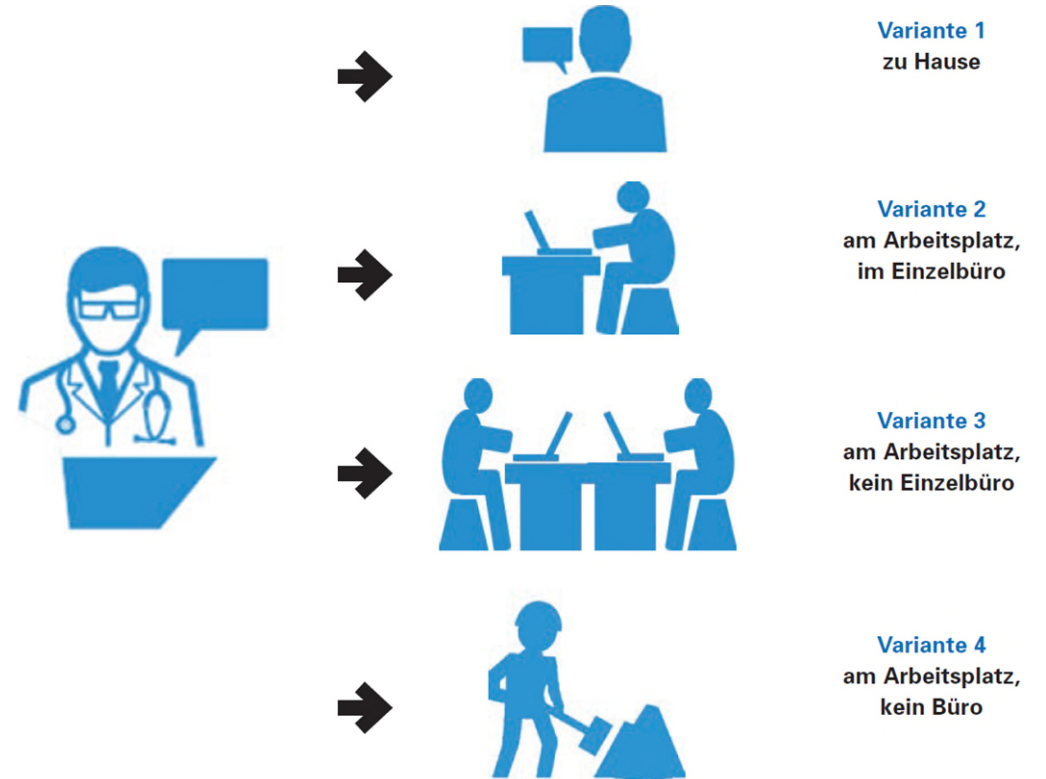 Variante 1
zu Hause
Variante 2
am Arbeitsplatz,
im Einzelbüro
Variante 3
am Arbeitsplatz,
kein Einzelbüro
Variante 4
am Arbeitsplatz,
kein Büro